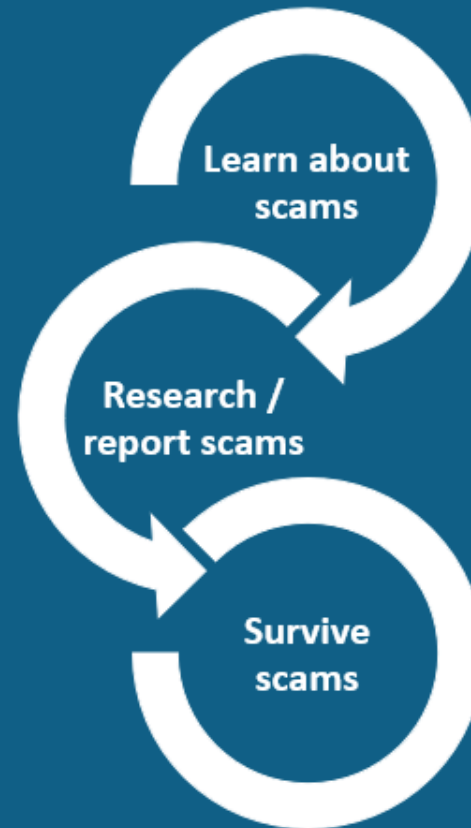 Learn about
scams
Research /
report scams
Survive
scams